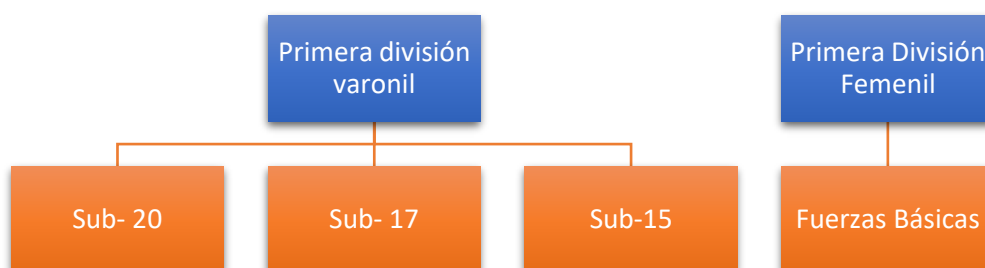 Primera división
varonil
Primera División
Femenil
Sub- 20
Sub- 17
Sub-15
Fuerzas Básicas